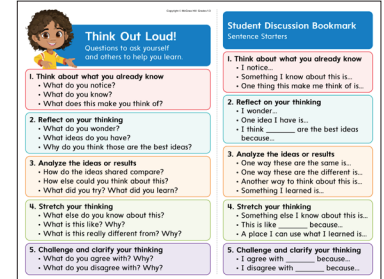 Think Out Loud!
Questions to ask yourself
and others to help you learn.
1. Think about what you already know
• What do you notice?
• What do you know?
• What does this make you think of?
2. Reflect on your thinking
• What do you wonder?
• What ideas do you have?
• Why do you think those are the best ideas?
3. Analyze the ideas or results
• How do the ideas shared compare?
• How else could you think about this?
• What did you try? What did you learn?
4. Stretch your thinking
• What else do you know about this?
• What is this like? Why?
• What is this really different from? Why?
5. Challenge and clarify your thinking
• What do you agree with? Why?
• What do you disagree with? Why?
Student Discussion Bookmark
Sentence Starters
1. Think about what you already know
• I notice...
• Something I know about this is...
• One thing this make me think of is...
2. Reflect on your thinking
• I wonder...
• One idea I have is...
• I think ______ are the best ideas
because...
3. Analyze the ideas or results
• One way these are the same is...
• One way these are the different is...
• Another way to think about this is...
• Something I learned is...
4. Stretch your thinking
• Something else I know about this is...
• This is like ______ because...
• A place I can use what I learned is...
5. Challenge and clarify your thinking
• I agree with ______ because...
• I disagree with ______ because...